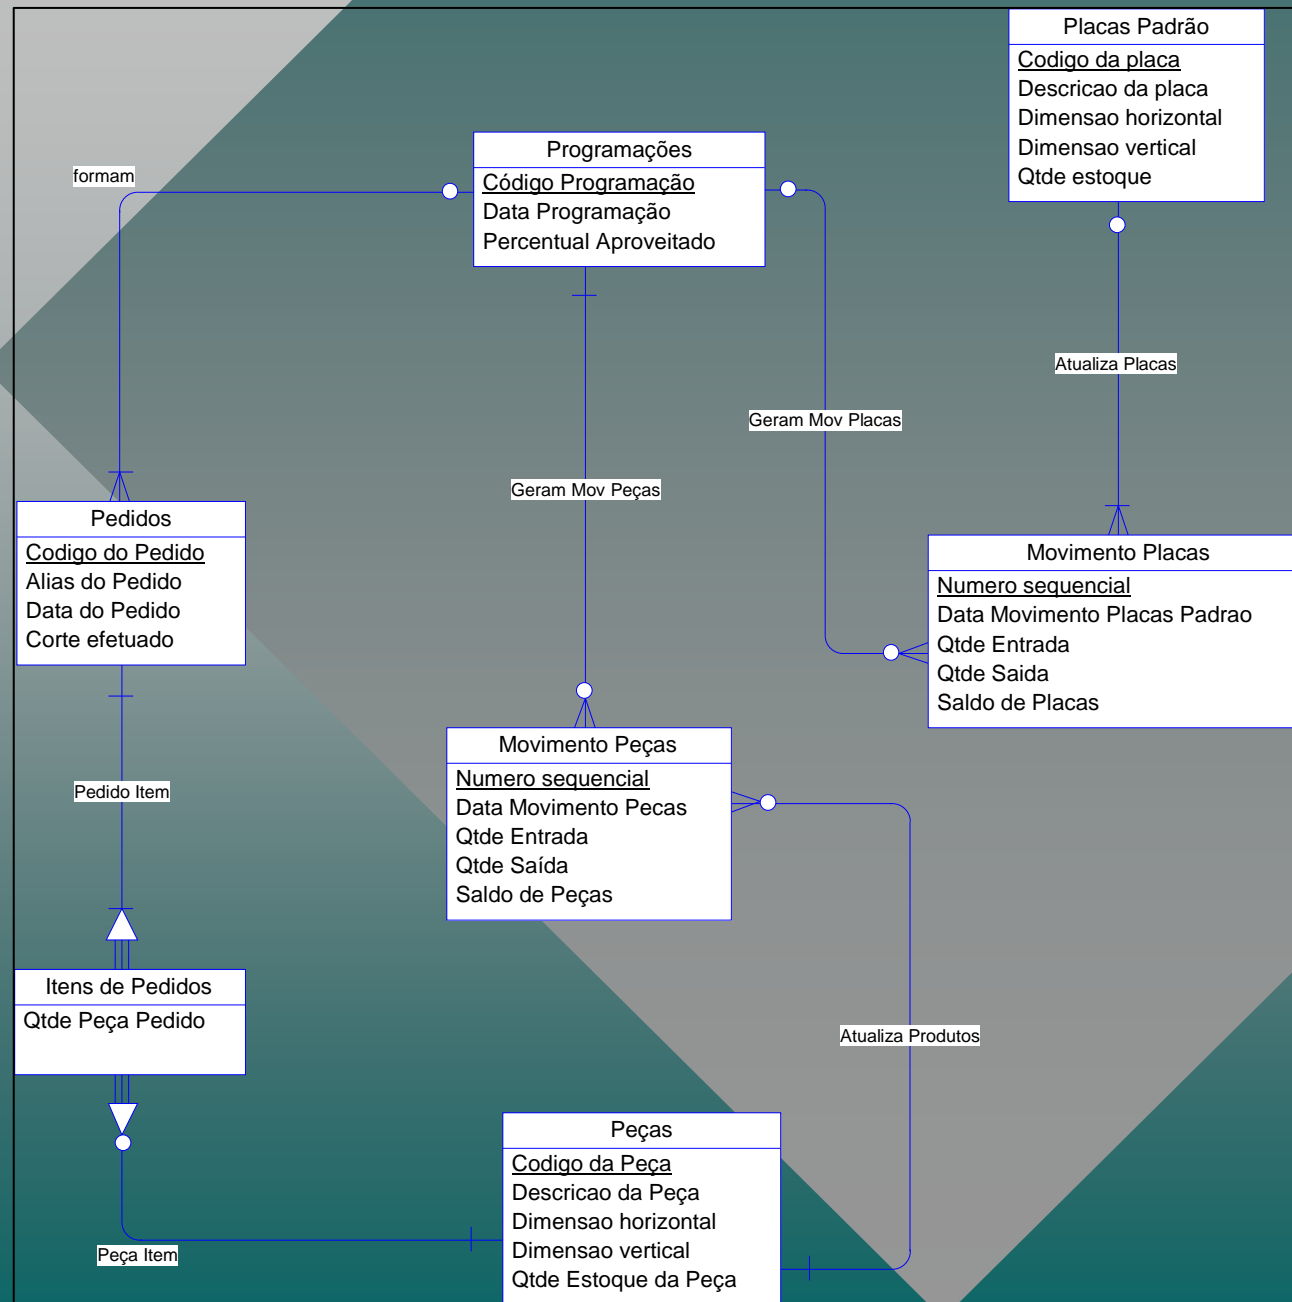 Placas Padrão
Codigo da placa
Descricao da placa
Dimensao horizontal
Dimensao vertical
Qtde estoque
Programações
Código Programação
Data Programação
Percentual Aproveitado
formam
Atualiza Placas
Geram Mov Placas
Geram Mov Peças
Pedidos
Codigo do Pedido
Alias do Pedido
Data do Pedido
Corte efetuado
Movimento Placas
Numero sequencial
Data Movimento Placas Padrao
Qtde Entrada
Qtde Saida
Saldo de Placas
Movimento Peças
Numero sequencial
Data Movimento Pecas
Qtde Entrada
Qtde Saída
Saldo de Peças
Pedido Item
Itens de Pedidos
Qtde Peça Pedido
Atualiza Produtos
Peças
Codigo da Peça
Descricao da Peça
Dimensao horizontal
Dimensao vertical
Qtde Estoque da Peça
Peça Item